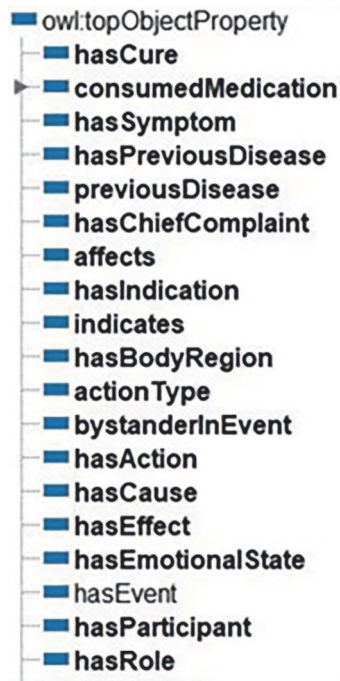 owl:topObjectProperty
hasCure
consumedMedication
hasSymptom
hasPreviousDisease
previousDisease
hasChiefComplaint
affects
hasIndication
indicates
hasBodyRegion
actionType
bystanderInEvent
hasAction
hasCause
hasEffect
hasEmotionalState
hasEvent
hasParticipant
hasRole